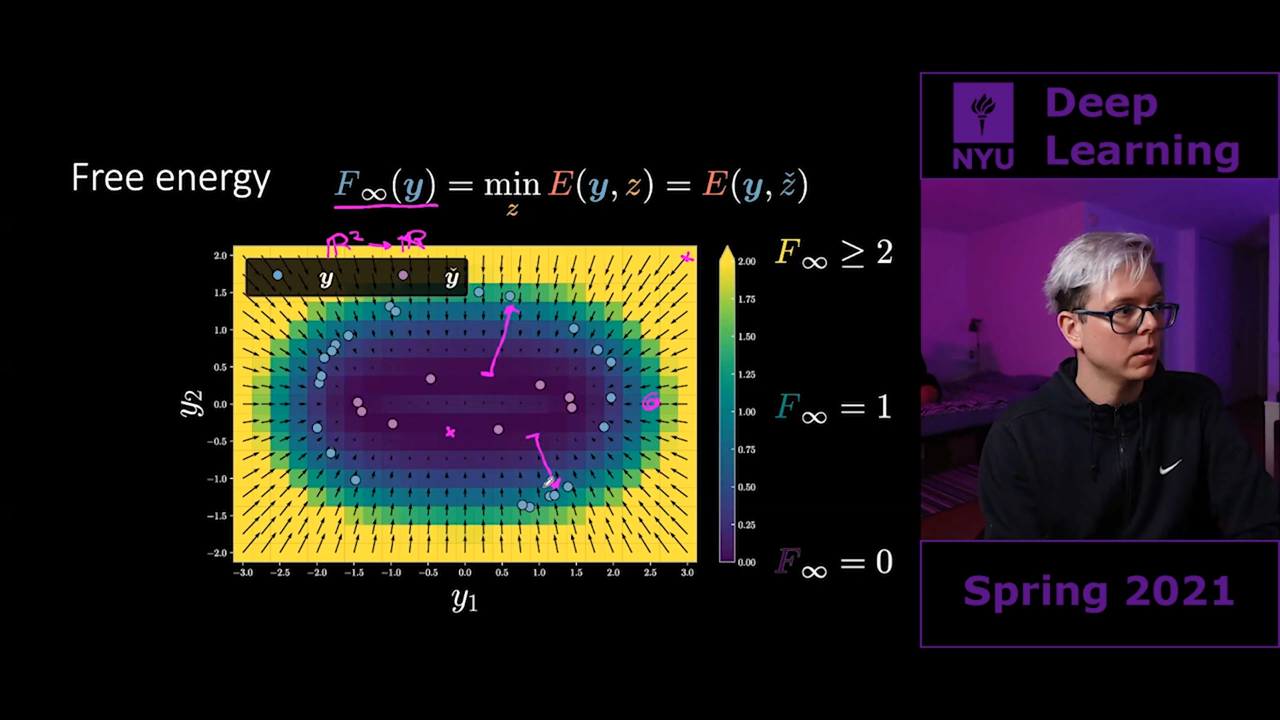 Free energy
F∞(y) = min_z E(y, z) = E(y, ž)
ℝ² → ℝ
y
y̌
2.0
1.5
1.0
0.5
0.0
−0.5
−1.0
−1.5
−2.0
y₂
−3.0 −2.5 −2.0 −1.5 −1.0 −0.5 0.0 0.5 1.0 1.5 2.0 2.5 3.0
y₁
2.00
1.75
1.50
1.25
1.00
0.75
0.50
0.25
0.00
F∞ ≥ 2
F∞ = 1
F∞ = 0
NYU
Deep
Learning
Spring 2021